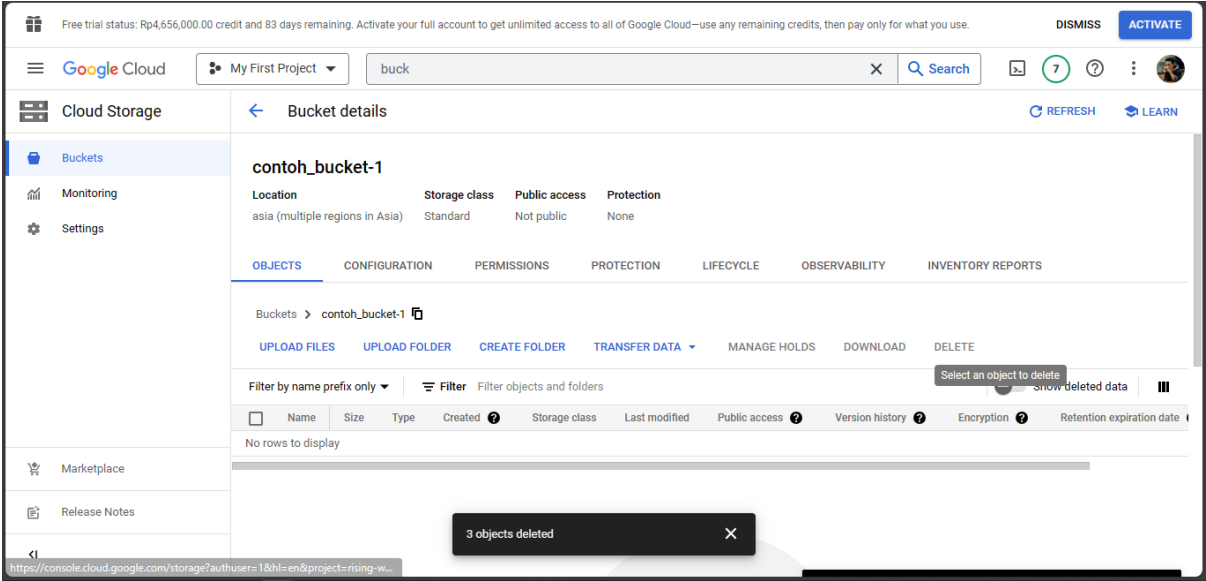 Free trial status: Rp4,656,000.00 credit and 83 days remaining. Activate your full account to get unlimited access to all of Google Cloud—use any remaining credits, then pay only for what you use. DISMISS ACTIVATE
Google Cloud My First Project buck Search 7
Cloud Storage Bucket details REFRESH LEARN
Buckets
Monitoring
Settings
contoh_bucket-1
Location Storage class Public access Protection
asia (multiple regions in Asia) Standard Not public None
OBJECTS CONFIGURATION PERMISSIONS PROTECTION LIFECYCLE OBSERVABILITY INVENTORY REPORTS
Buckets > contoh_bucket-1
UPLOAD FILES UPLOAD FOLDER CREATE FOLDER TRANSFER DATA MANAGE HOLDS DOWNLOAD DELETE
Select an object to delete
Filter by name prefix only Filter Filter objects and folders Show deleted data
Name Size Type Created Storage class Last modified Public access Version history Encryption Retention expiration date
No rows to display
Marketplace
Release Notes
3 objects deleted
https://console.cloud.google.com/storage?authuser=1&hl=en&project=rising-w...